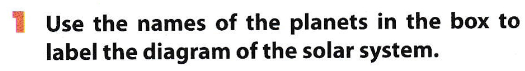 1 Use the names of the planets in the box to
label the diagram of the solar system.